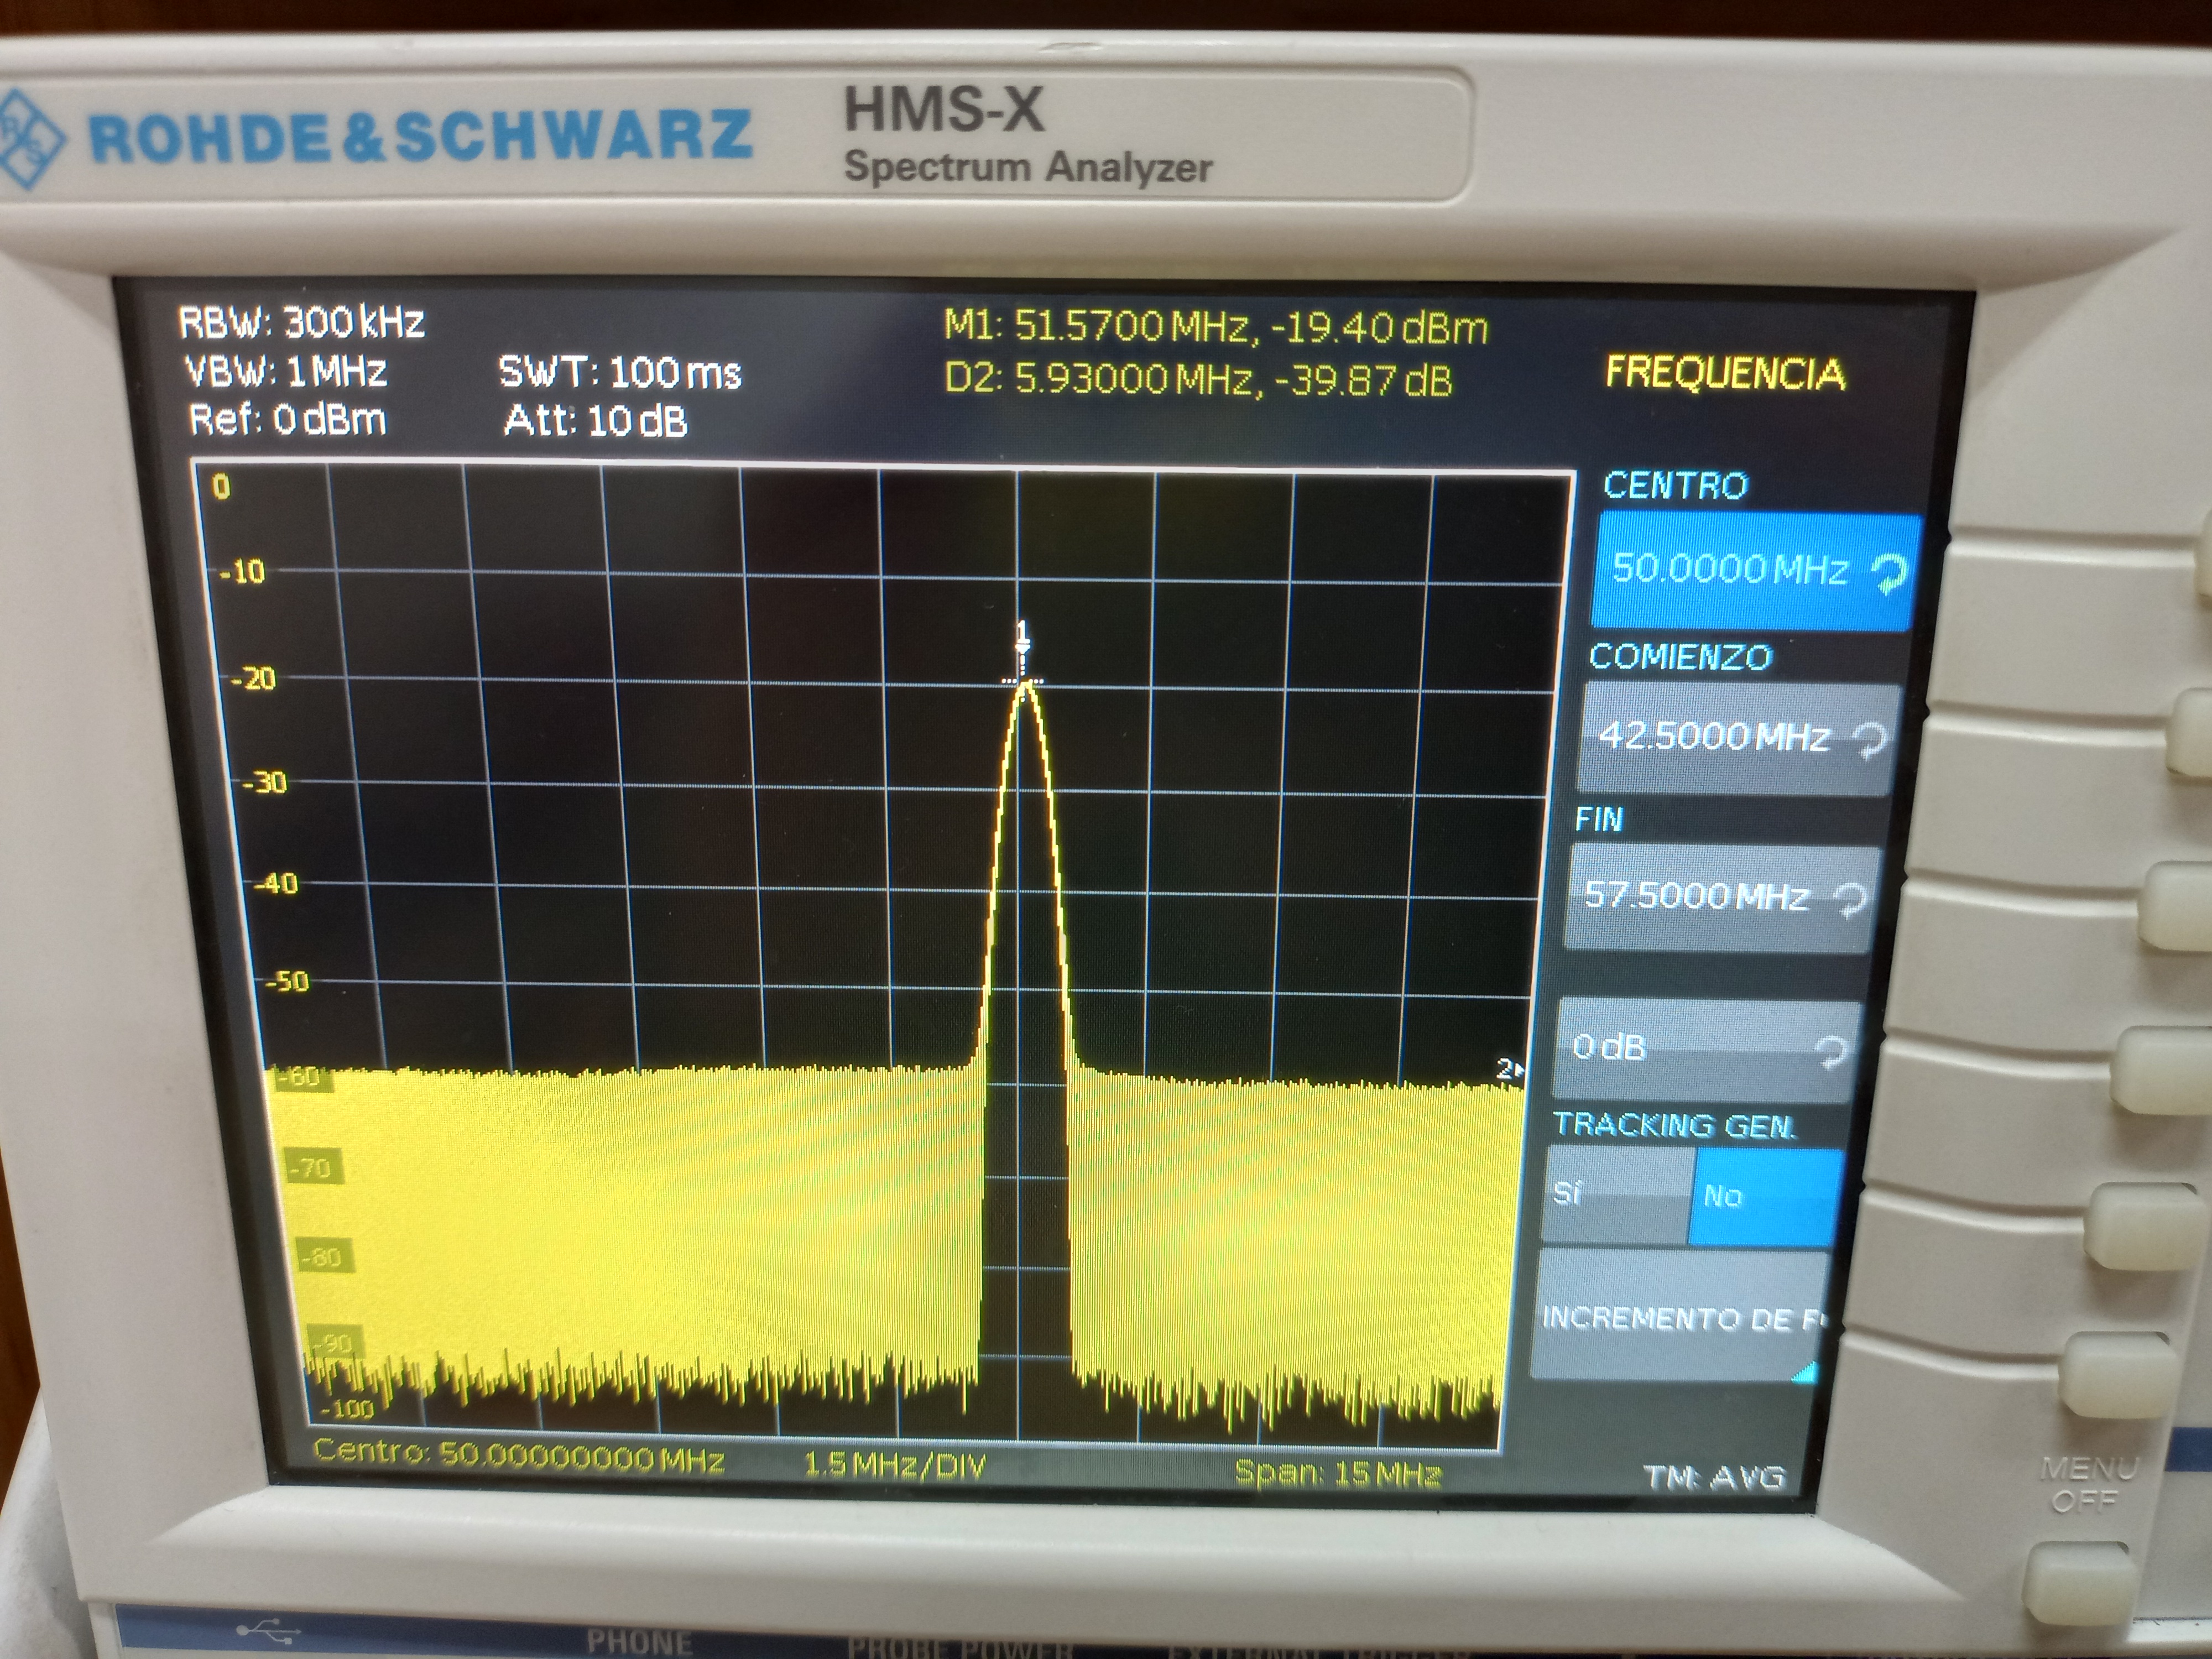 ROHDE&SCHWARZ
HMS-X
Spectrum Analyzer
RBW: 300 kHz
VBW: 1 MHz
SWT: 100 ms
Ref: 0 dBm
Att: 10 dB
M1: 51.5700 MHz, -19.40 dBm
D2: 5.93000 MHz, -39.87 dB
FREQUENCIA
CENTRO
50.0000 MHz
COMIENZO
42.5000 MHz
FIN
57.5000 MHz
0 dB
TRACKING GEN.
Sí No
INCREMENTO DE
0
-10
-20
-30
-40
-50
-60
-70
-80
-90
-100
1
2
Centro: 50.00000000 MHz
1.5 MHz/DIV
Span: 15 MHz
TM: AVG
MENU
OFF
PHONE
PROBE POWER
EXTERNAL TRIGGER